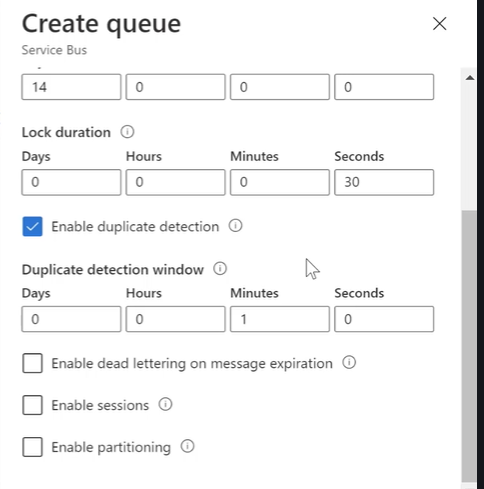 Create queue
Service Bus
14 0 0 0
Lock duration
Days Hours Minutes Seconds
0 0 0 30
Enable duplicate detection
Duplicate detection window
Days Hours Minutes Seconds
0 0 1 0
Enable dead lettering on message expiration
Enable sessions
Enable partitioning